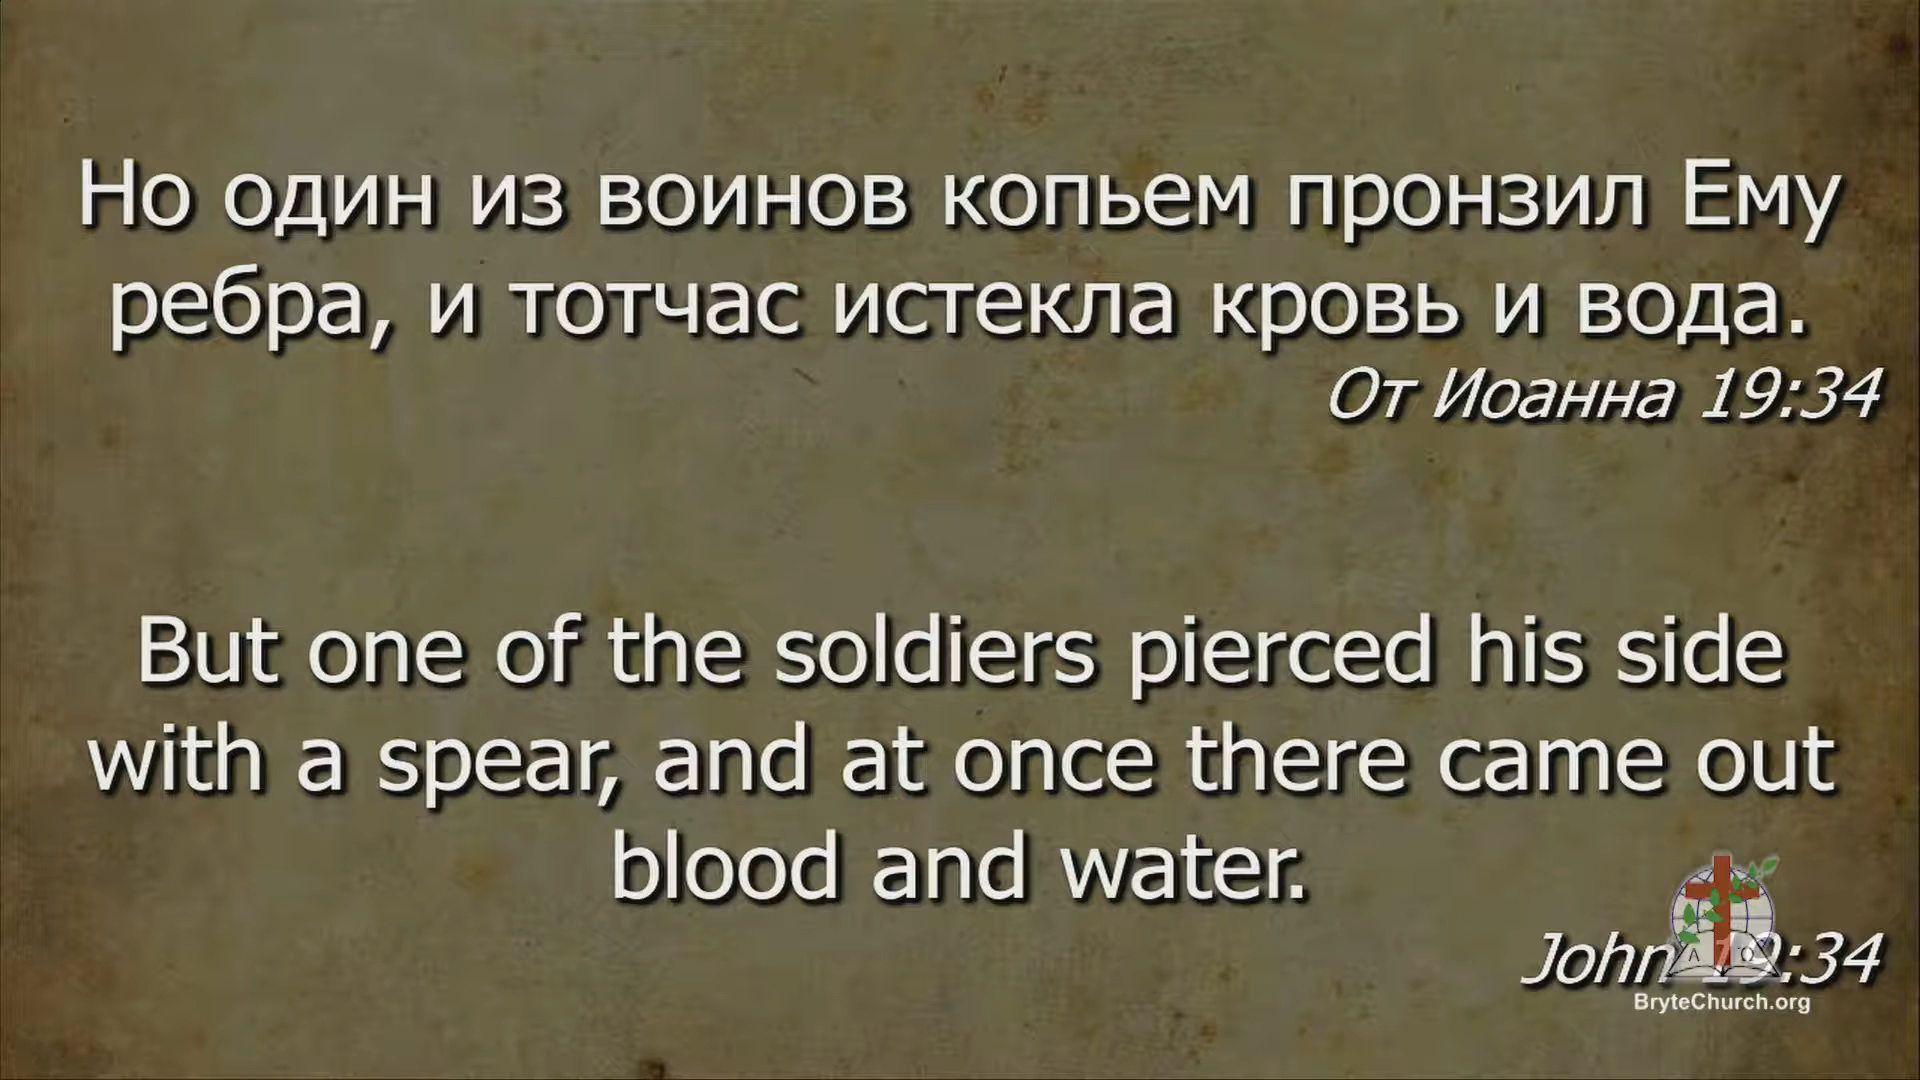 Но один из воинов копьем пронзил Ему
ребра, и тотчас истекла кровь и вода.
От Иоанна 19:34
But one of the soldiers pierced his side
with a spear, and at once there came out
blood and water.
John 19:34
Α Ω
BryteChurch.org